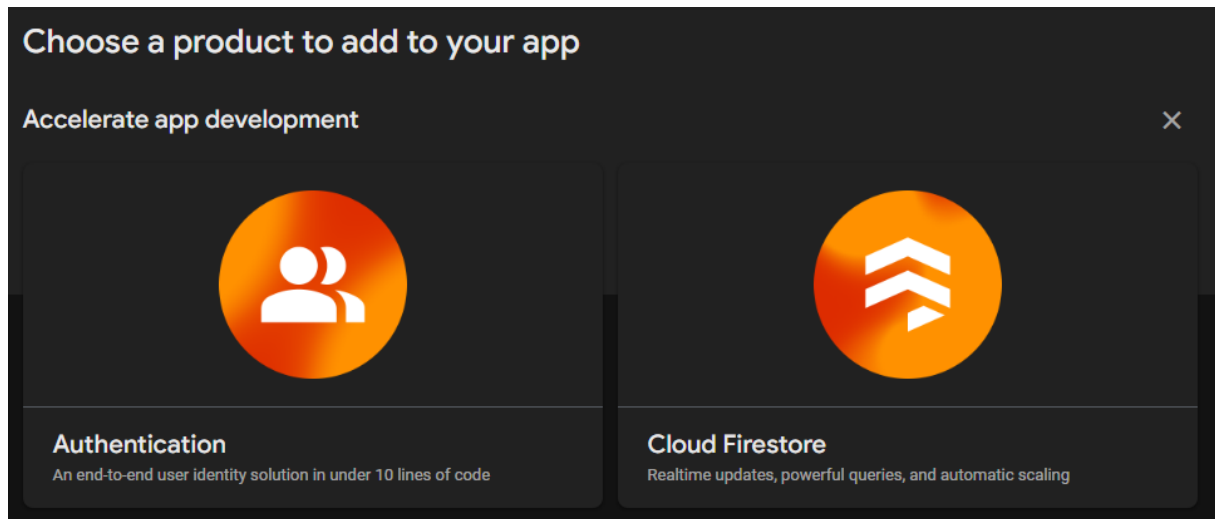 Choose a product to add to your app
Accelerate app development
Authentication
An end-to-end user identity solution in under 10 lines of code
Cloud Firestore
Realtime updates, powerful queries, and automatic scaling